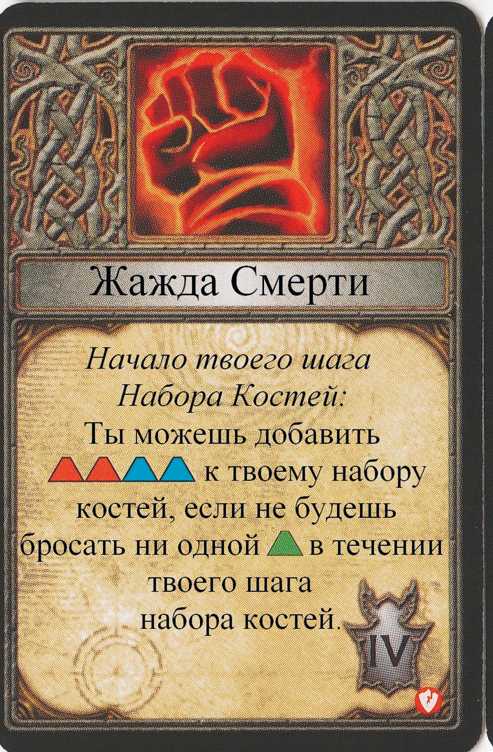 Жажда Смерти
Начало твоего шага
Набора Костей:
Ты можешь добавить
к твоему набору
костей, если не будешь
бросать ни одной в течении
твоего шага
набора костей.
IV